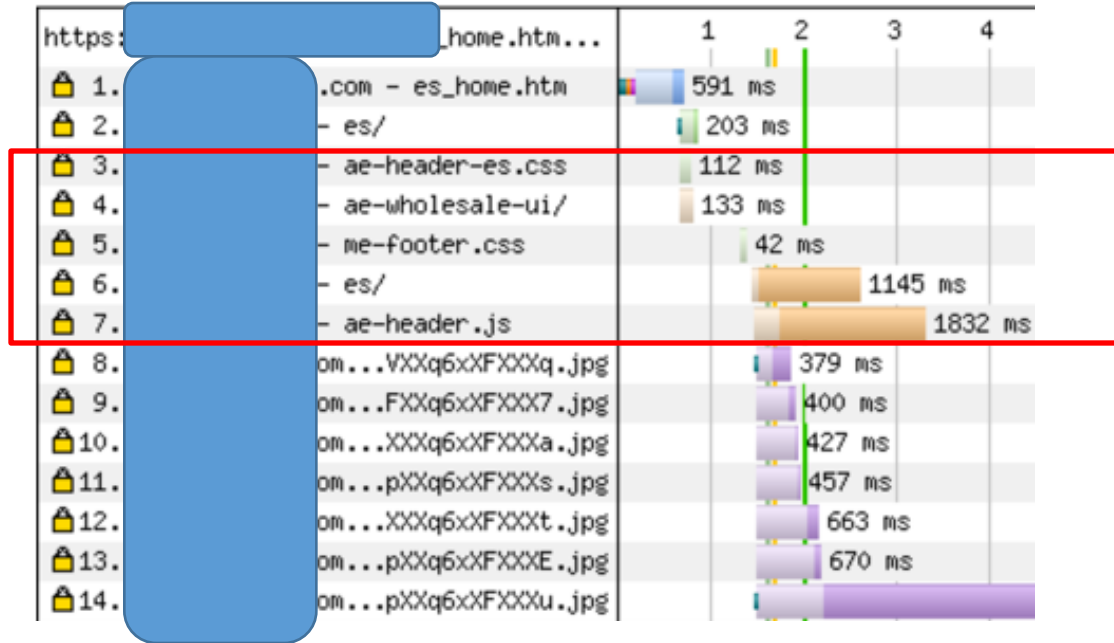 https: _home.htm... 1 2 3 4
1. .com - es_home.htm 591 ms
2. - es/ 203 ms
3. - ae-header-es.css 112 ms
4. - ae-wholesale-ui/ 133 ms
5. - me-footer.css 42 ms
6. - es/ 1145 ms
7. - ae-header.js 1832 ms
8. om...VXXq6xXFXXXq.jpg 379 ms
9. om...FXXq6xXFXXX7.jpg 400 ms
10. om...XXXq6xXFXXXa.jpg 427 ms
11. om...pXXq6xXFXXXs.jpg 457 ms
12. om...XXXq6xXFXXXt.jpg 663 ms
13. om...pXXq6xXFXXXE.jpg 670 ms
14. om...pXXq6xXFXXXu.jpg